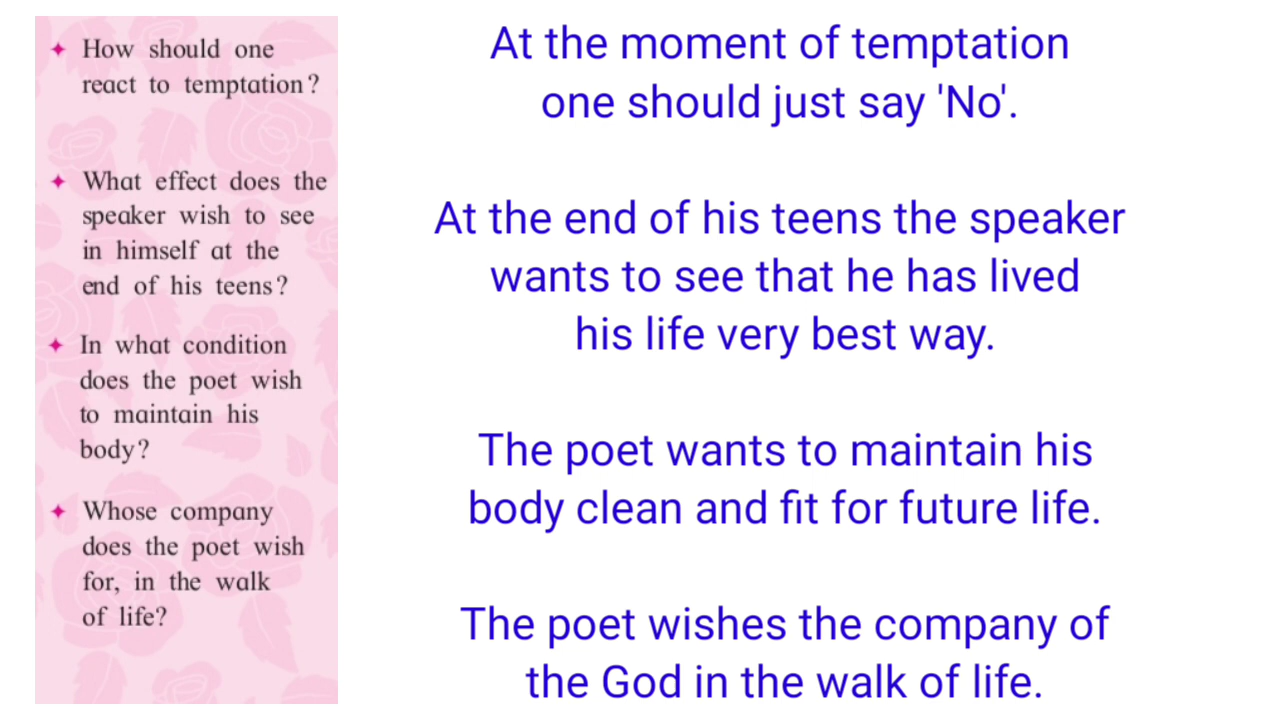 How should one
react to temptation?
At the moment of temptation
one should just say 'No'.
What effect does the
speaker wish to see
in himself at the
end of his teens?
At the end of his teens the speaker
wants to see that he has lived
his life very best way.
In what condition
does the poet wish
to maintain his
body?
The poet wants to maintain his
body clean and fit for future life.
Whose company
does the poet wish
for, in the walk
of life?
The poet wishes the company of
the God in the walk of life.